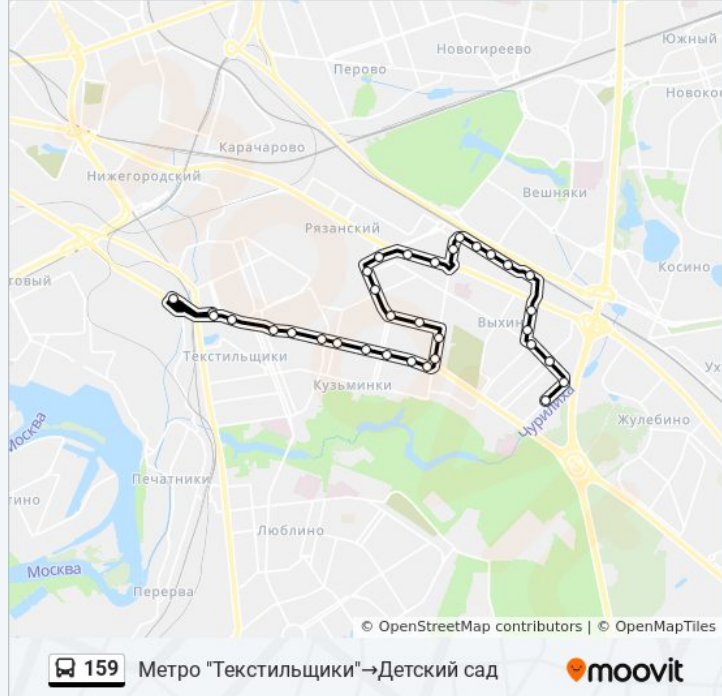 Южный
Новогиреево
Перово
Новокос
Карачарово
Нижегородский
Вешняки
Рязанский
Косино
говый
Выхин
Текстильщики
Ух
Кузьминки
Чурилиха
Жулебино
Москва
Печатники
тино
Люблино
Москва
Перерва
© OpenStreetMap contributors | © OpenMapTiles
159 Метро "Текстильщики"→Детский сад moovit